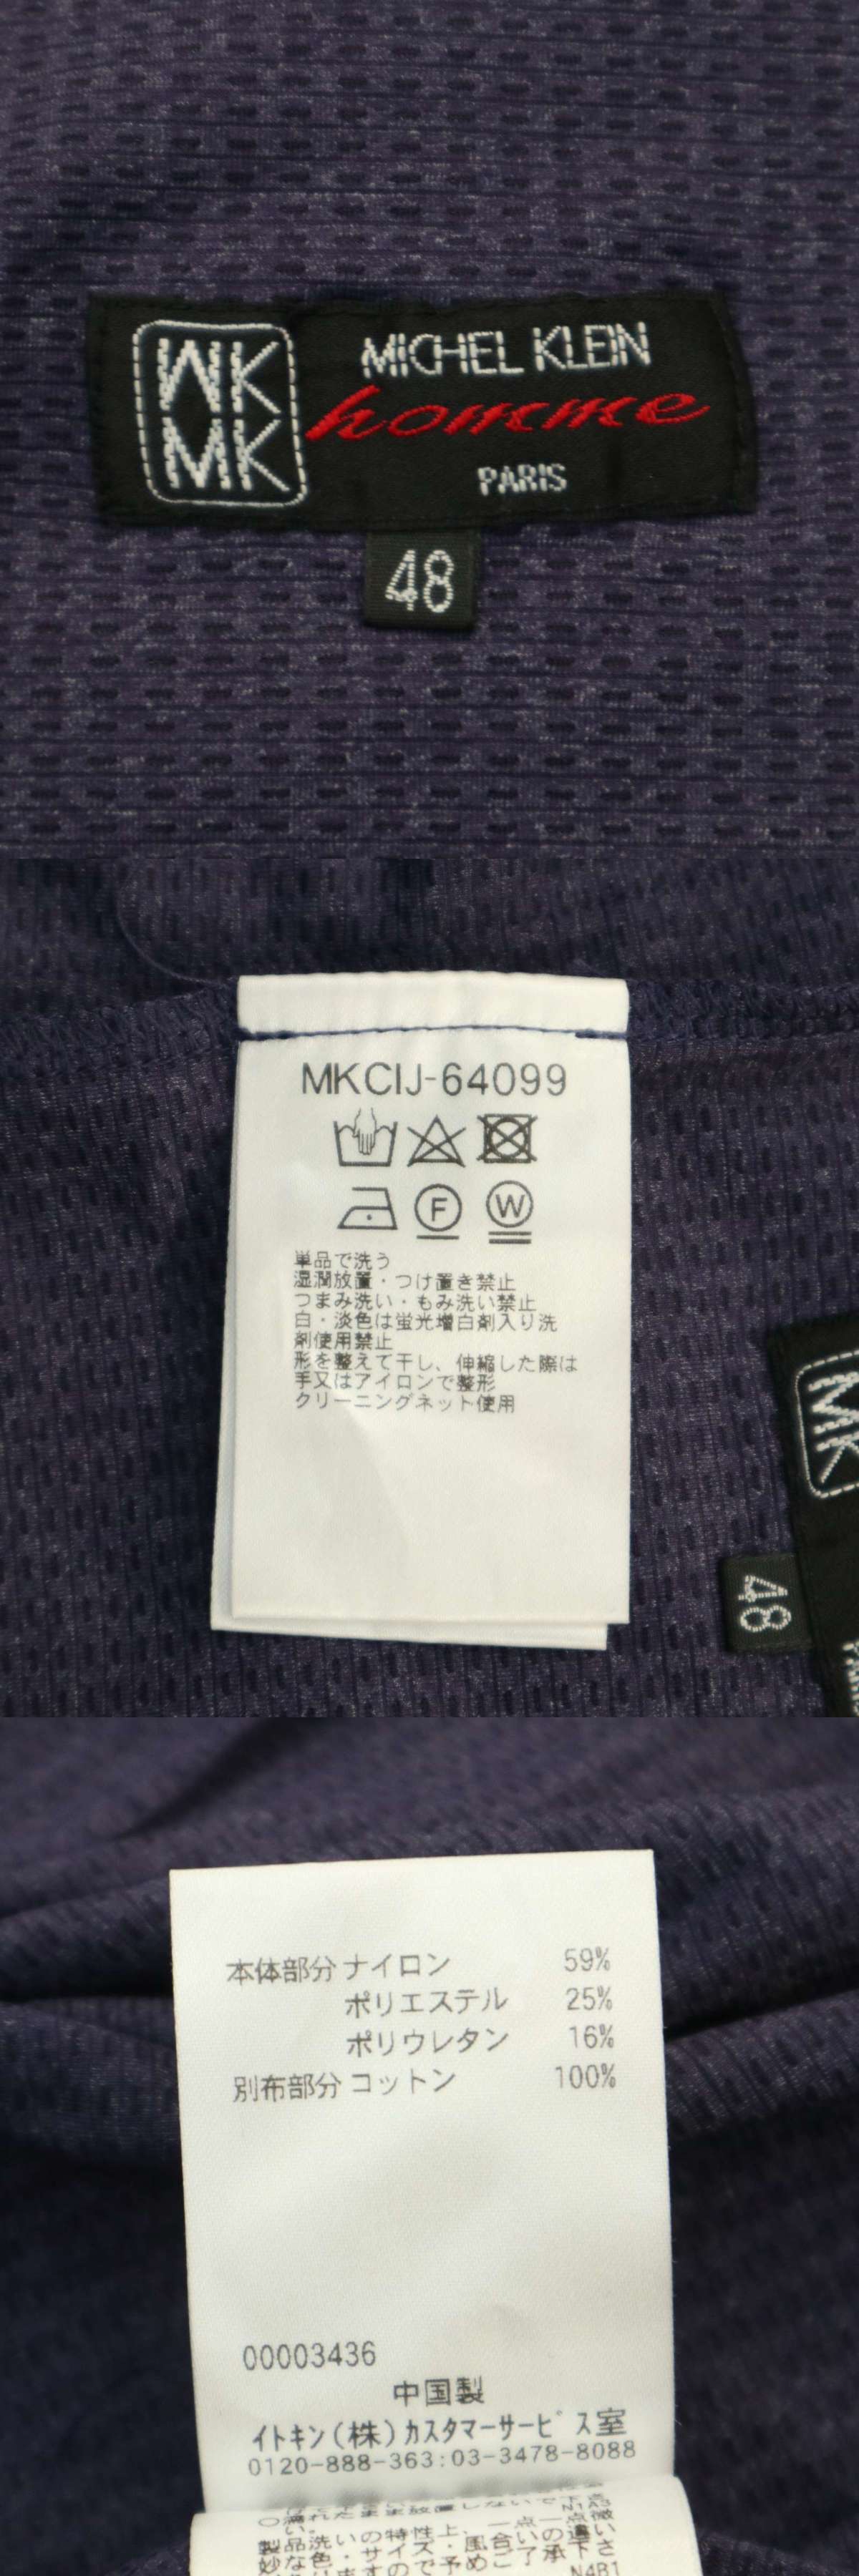 MICHEL KLEIN
MK
MK
homme
PARIS
48
MKCIJ-64099
F
W
単品で洗う
湿潤放置・つけ置き禁止
つまみ洗い・もみ洗い禁止
白・淡色は蛍光増白剤入り洗
剤使用禁止
形を整えて干し、伸縮した際は
手又はアイロンで整形
クリーニングネット使用
MK
48
本体部分 ナイロン 59%
ポリエステル 25%
ポリウレタン 16%
別布部分 コットン 100%
00003436
中国製
イトキン(株)カスタマーサービス室
0120-888-363:03-3478-8088
N4B1